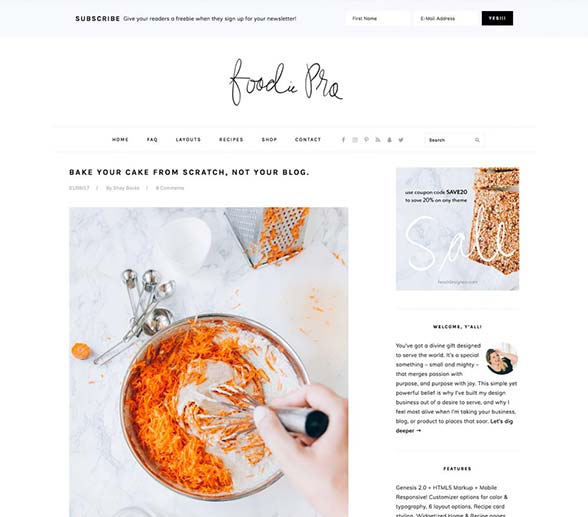 SUBSCRIBE Give your readers a freebie when they sign up for your newsletter!
First Name
E-Mail Address
YES!!!
foodie Pro
HOME FAQ LAYOUTS RECIPES SHOP CONTACT
Search
BAKE YOUR CAKE FROM SCRATCH, NOT YOUR BLOG.
01/09/17 | By Shay Bocks | 8 Comments
use coupon code SAVE20
to save 20% on any theme
Sale
foodiedigital.com
WELCOME, Y'ALL!
You've got a divine gift designed
to serve the world. It's a special
something – small and mighty –
that merges passion with
purpose, and purpose with joy. This simple yet
powerful belief is why I've built my design
business out of a desire to serve, and why I
feel most alive when I'm taking your business,
blog, or product to places that soar. Let's dig
deeper →
FEATURES
Genesis 2.0 + HTML5 Markup + Mobile
Responsive! Customizer options for color &
typography, 6 layout options, Recipe card
styling, Widgetized Home & Recipe pages